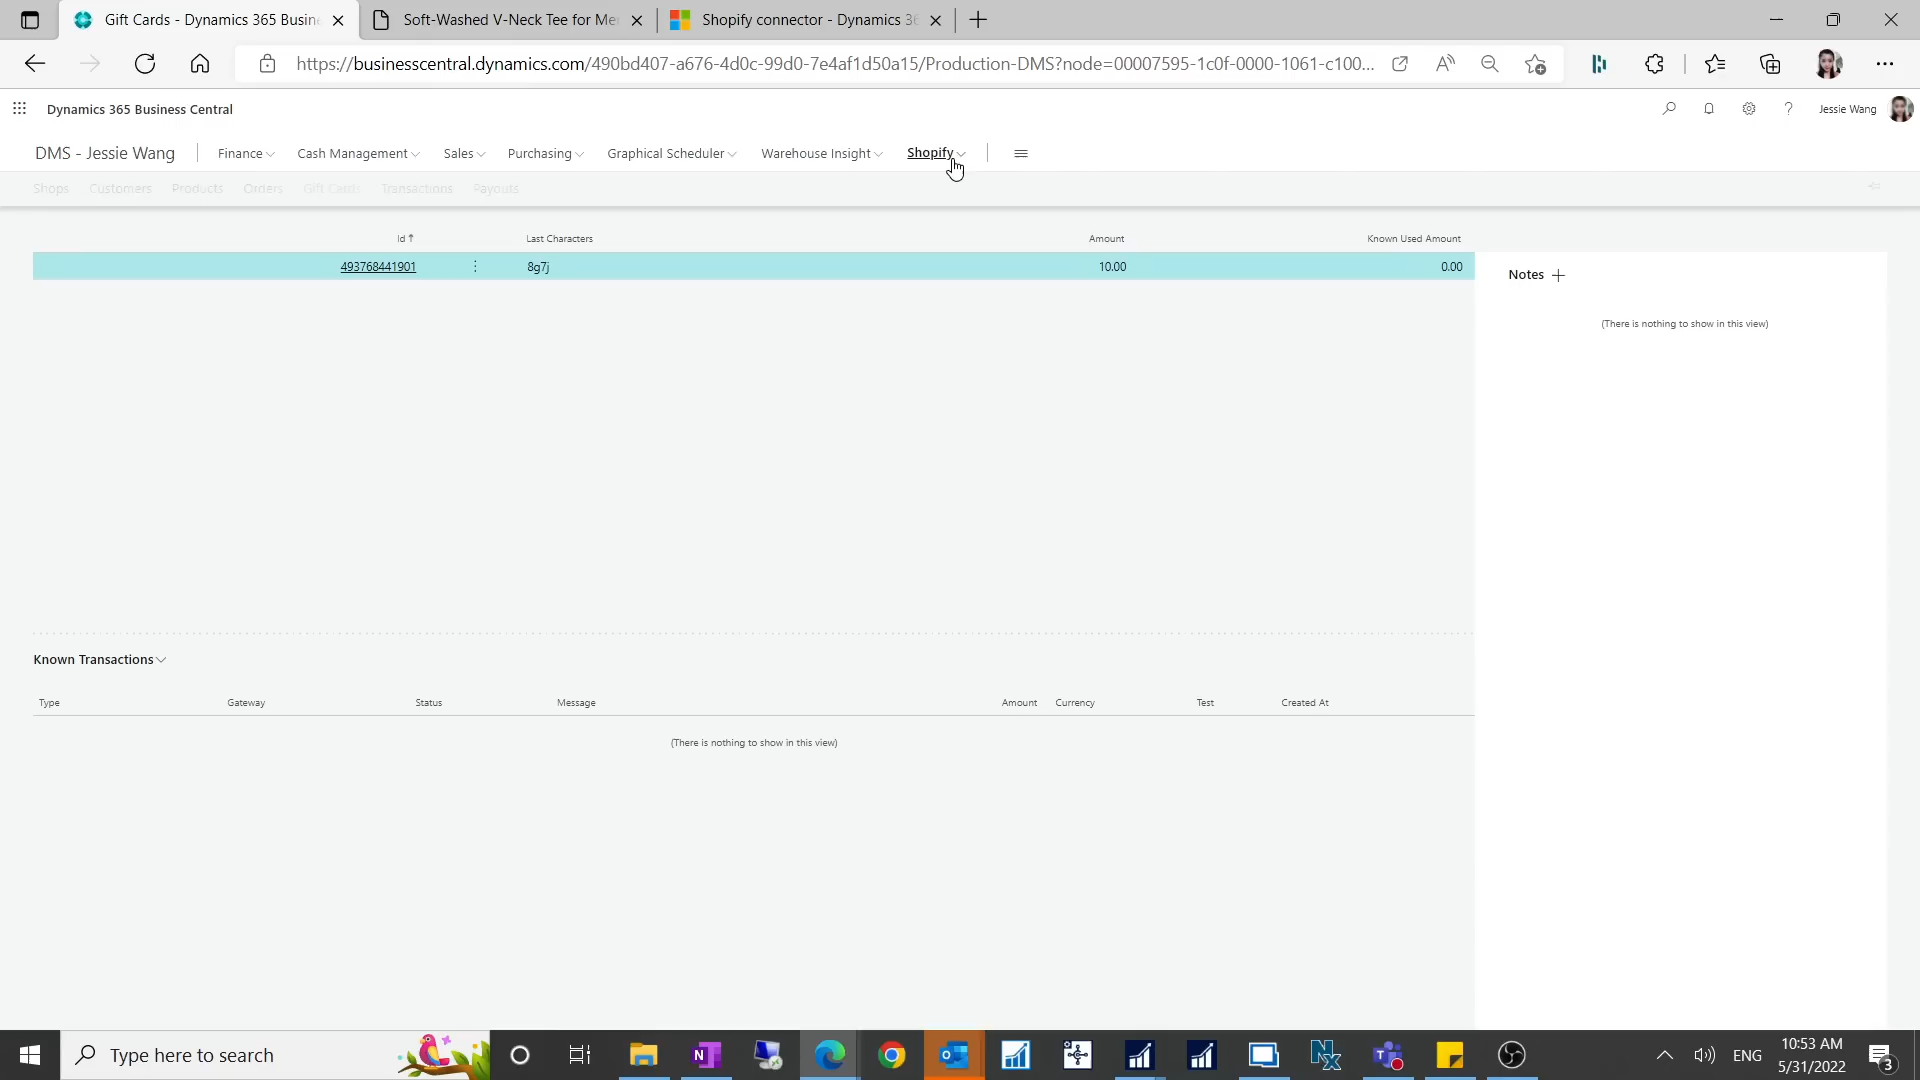 Gift Cards - Dynamics 365 Busin
Soft-Washed V-Neck Tee for Me
Shopify connector - Dynamics 36
https://businesscentral.dynamics.com/490bd407-a676-4d0c-99d0-7e4af1d50a15/Production-DMS?node=00007595-1c0f-0000-1061-c100...
Dynamics 365 Business Central
Jessie Wang
DMS - Jessie Wang
Finance
Cash Management
Sales
Purchasing
Graphical Scheduler
Warehouse Insight
Shopify
Shops Customers Products Orders Gift Cards Transactions Payouts
Id ↑ Last Characters Amount Known Used Amount
493768441901 8g7j 10.00 0.00
Notes
(There is nothing to show in this view)
Known Transactions
Type Gateway Status Message Amount Currency Test Created At
(There is nothing to show in this view)
Type here to search
ENG
10:53 AM
5/31/2022
3